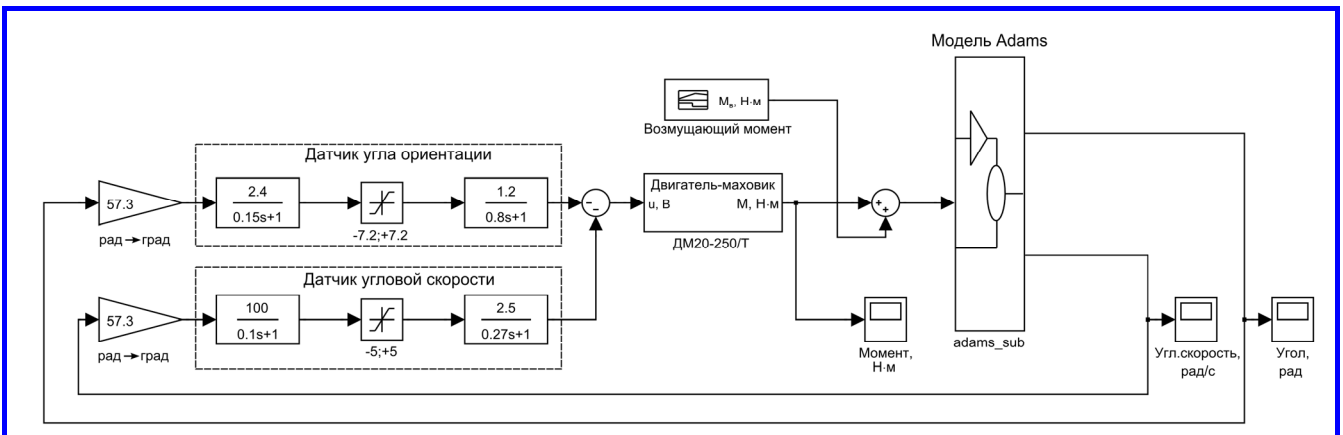 Модель Adams
Mв, Н·м
Возмущающий момент
Датчик угла ориентации
57.3
рад→град
2.4
0.15s+1
-7.2;+7.2
1.2
0.8s+1
Двигатель-маховик
u, В
М, Н·м
ДМ20-250/Т
Датчик угловой скорости
57.3
рад→град
100
0.1s+1
-5;+5
2.5
0.27s+1
Момент,
Н·м
adams_sub
Угл.скорость,
рад/с
Угол,
рад